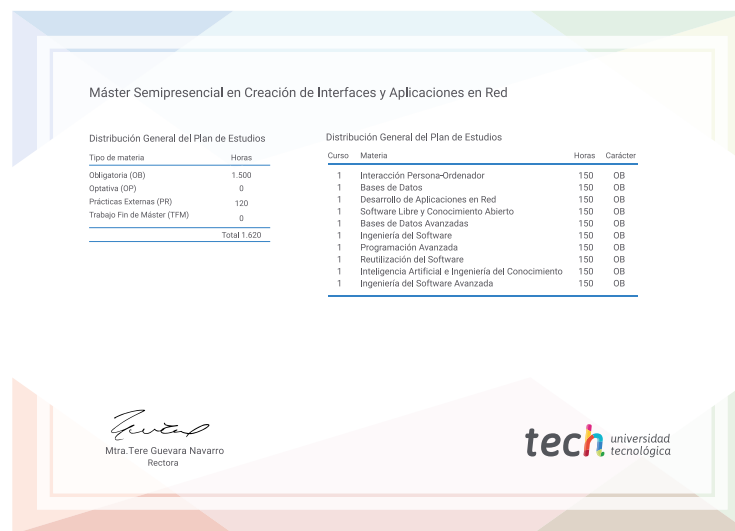 Máster Semipresencial en Creación de Interfaces y Aplicaciones en Red
Distribución General del Plan de Estudios
Tipo de materia Horas
Obligatoria (OB) 1.500
Optativa (OP) 0
Prácticas Externas (PR) 120
Trabajo Fin de Máster (TFM) 0
Total 1.620
Distribución General del Plan de Estudios
Curso Materia Horas Carácter
1 Interacción Persona-Ordenador 150 OB
1 Bases de Datos 150 OB
1 Desarrollo de Aplicaciones en Red 150 OB
1 Software Libre y Conocimiento Abierto 150 OB
1 Bases de Datos Avanzadas 150 OB
1 Ingeniería del Software 150 OB
1 Programación Avanzada 150 OB
1 Reutilización del Software 150 OB
1 Inteligencia Artificial e Ingeniería del Conocimiento 150 OB
1 Ingeniería del Software Avanzada 150 OB
Mtra.Tere Guevara Navarro
Rectora
tech universidad
tecnológica